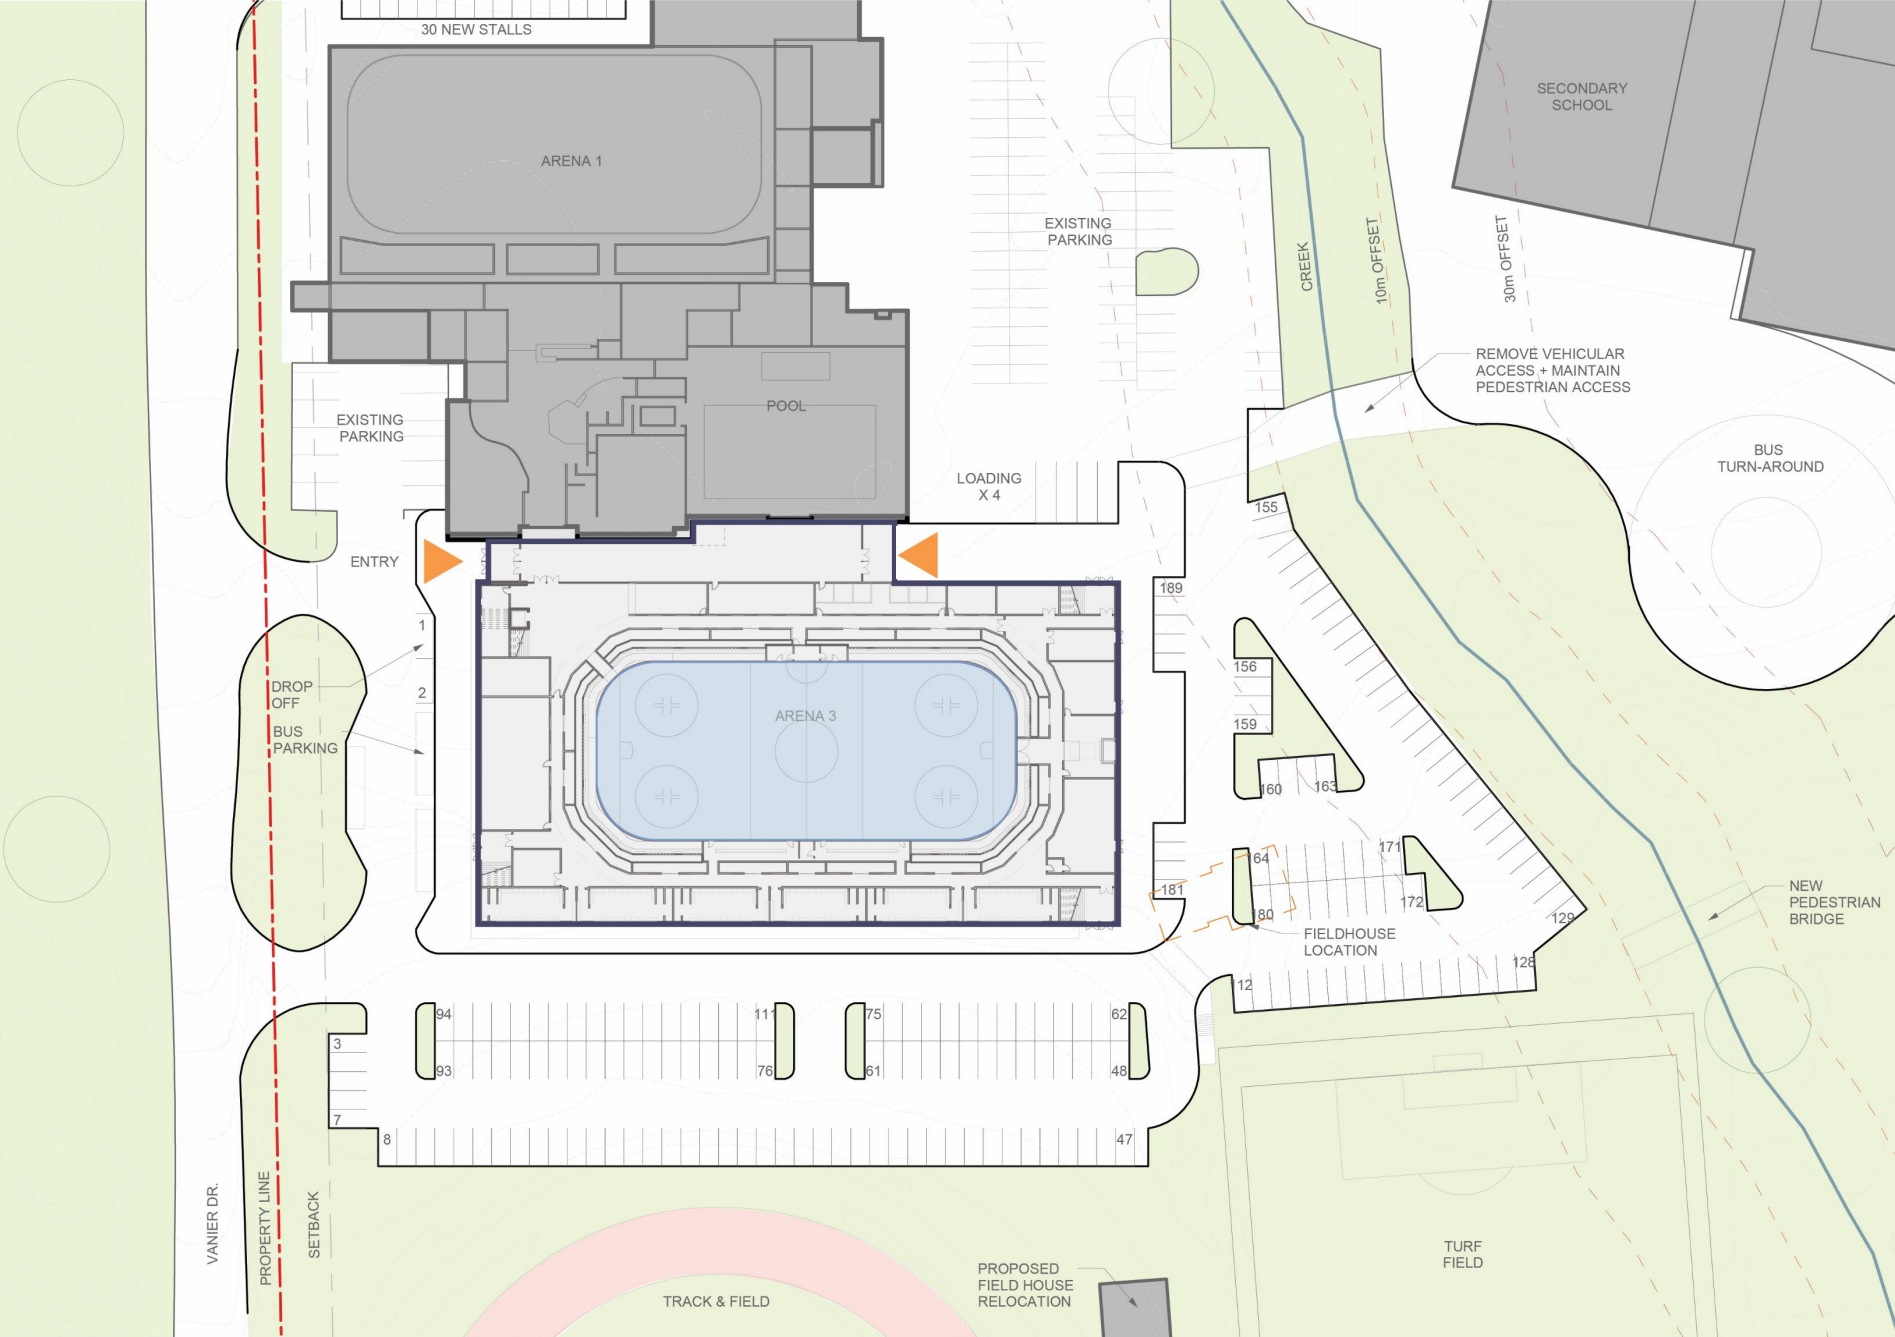 30 NEW STALLS
SECONDARY
SCHOOL
ARENA 1
EXISTING
PARKING
CREEK
10m OFFSET
30m OFFSET
REMOVE VEHICULAR
ACCESS + MAINTAIN
PEDESTRIAN ACCESS
EXISTING
PARKING
POOL
BUS
TURN-AROUND
LOADING
X 4
155
ENTRY
189
1
156
DROP
OFF
2
ARENA 3
159
BUS
PARKING
160
163
171
64
181
172
180
129
NEW
PEDESTRIAN
BRIDGE
FIELDHOUSE
LOCATION
128
112
94
111
75
62
3
93
76
61
48
7
8
47
VANIER DR.
PROPERTY LINE
SETBACK
TURF
FIELD
PROPOSED
FIELD HOUSE
RELOCATION
TRACK & FIELD